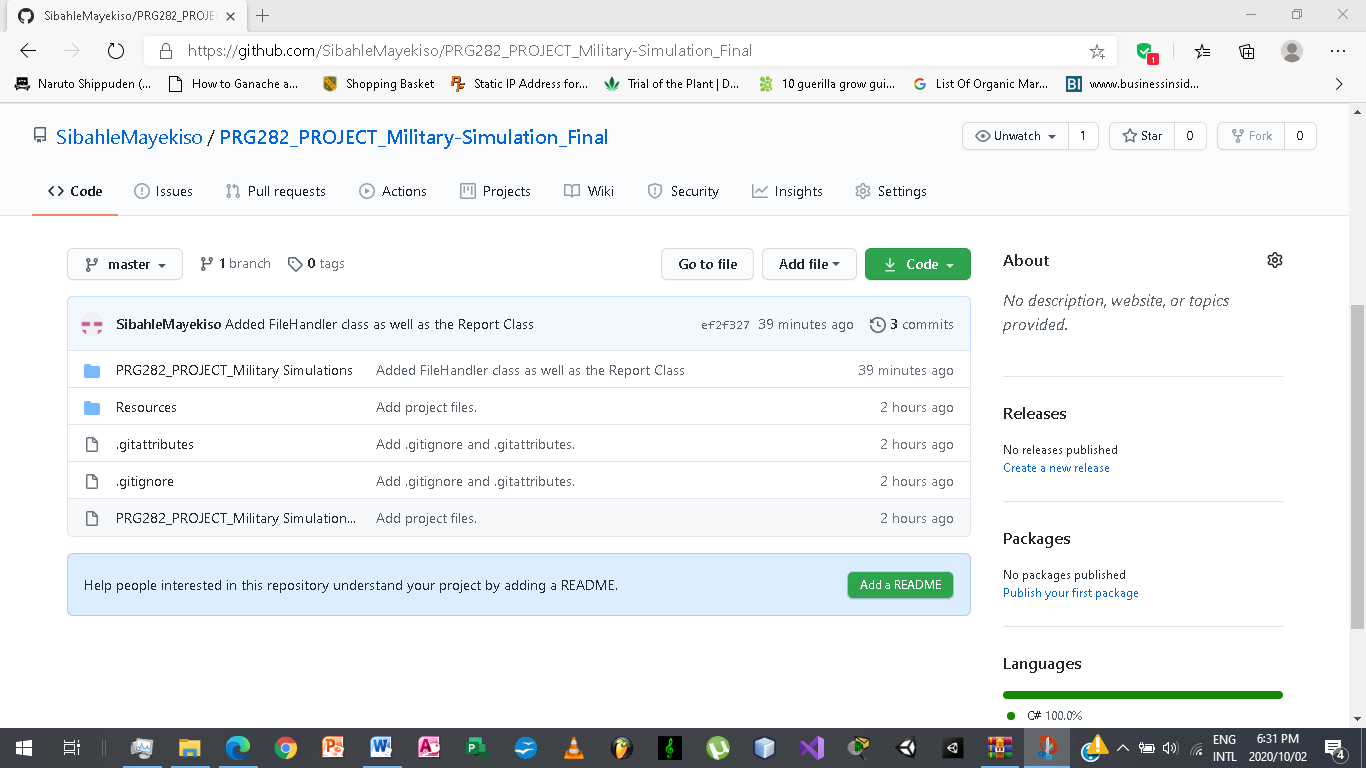 SibahleMayekiso/PRG282_PROJE
https://github.com/SibahleMayekiso/PRG282_PROJECT_Military-Simulation_Final
1
Naruto Shippuden (... How to Ganache a... Shopping Basket Static IP Address for... Trial of the Plant | D... 10 guerilla grow gui... List Of Organic Mar... BI www.businessinsid...
SibahleMayekiso / PRG282_PROJECT_Military-Simulation_Final
Unwatch 1 Star 0 Fork 0
Code Issues Pull requests Actions Projects Wiki Security Insights Settings
master 1 branch 0 tags Go to file Add file Code
SibahleMayekiso Added FileHandler class as well as the Report Class ef2f327 39 minutes ago 3 commits
PRG282_PROJECT_Military Simulations Added FileHandler class as well as the Report Class 39 minutes ago
Resources Add project files. 2 hours ago
.gitattributes Add .gitignore and .gitattributes. 2 hours ago
.gitignore Add .gitignore and .gitattributes. 2 hours ago
PRG282_PROJECT_Military Simulation... Add project files. 2 hours ago
Help people interested in this repository understand your project by adding a README. Add a README
About
No description, website, or topics
provided.
Releases
No releases published
Create a new release
Packages
No packages published
Publish your first package
Languages
C# 100.0%
ENG
INTL
6:31 PM
2020/10/02
4